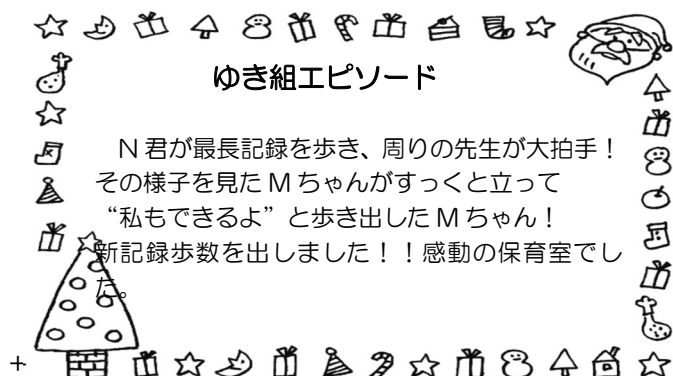 ゆき組エピソード
N君が最長記録を歩き、周りの先生が大拍手！
その様子を見たMちゃんがすっくと立って
“私もできるよ”と歩き出したMちゃん！
新記録歩数を出しました！！感動の保育室でし
た。